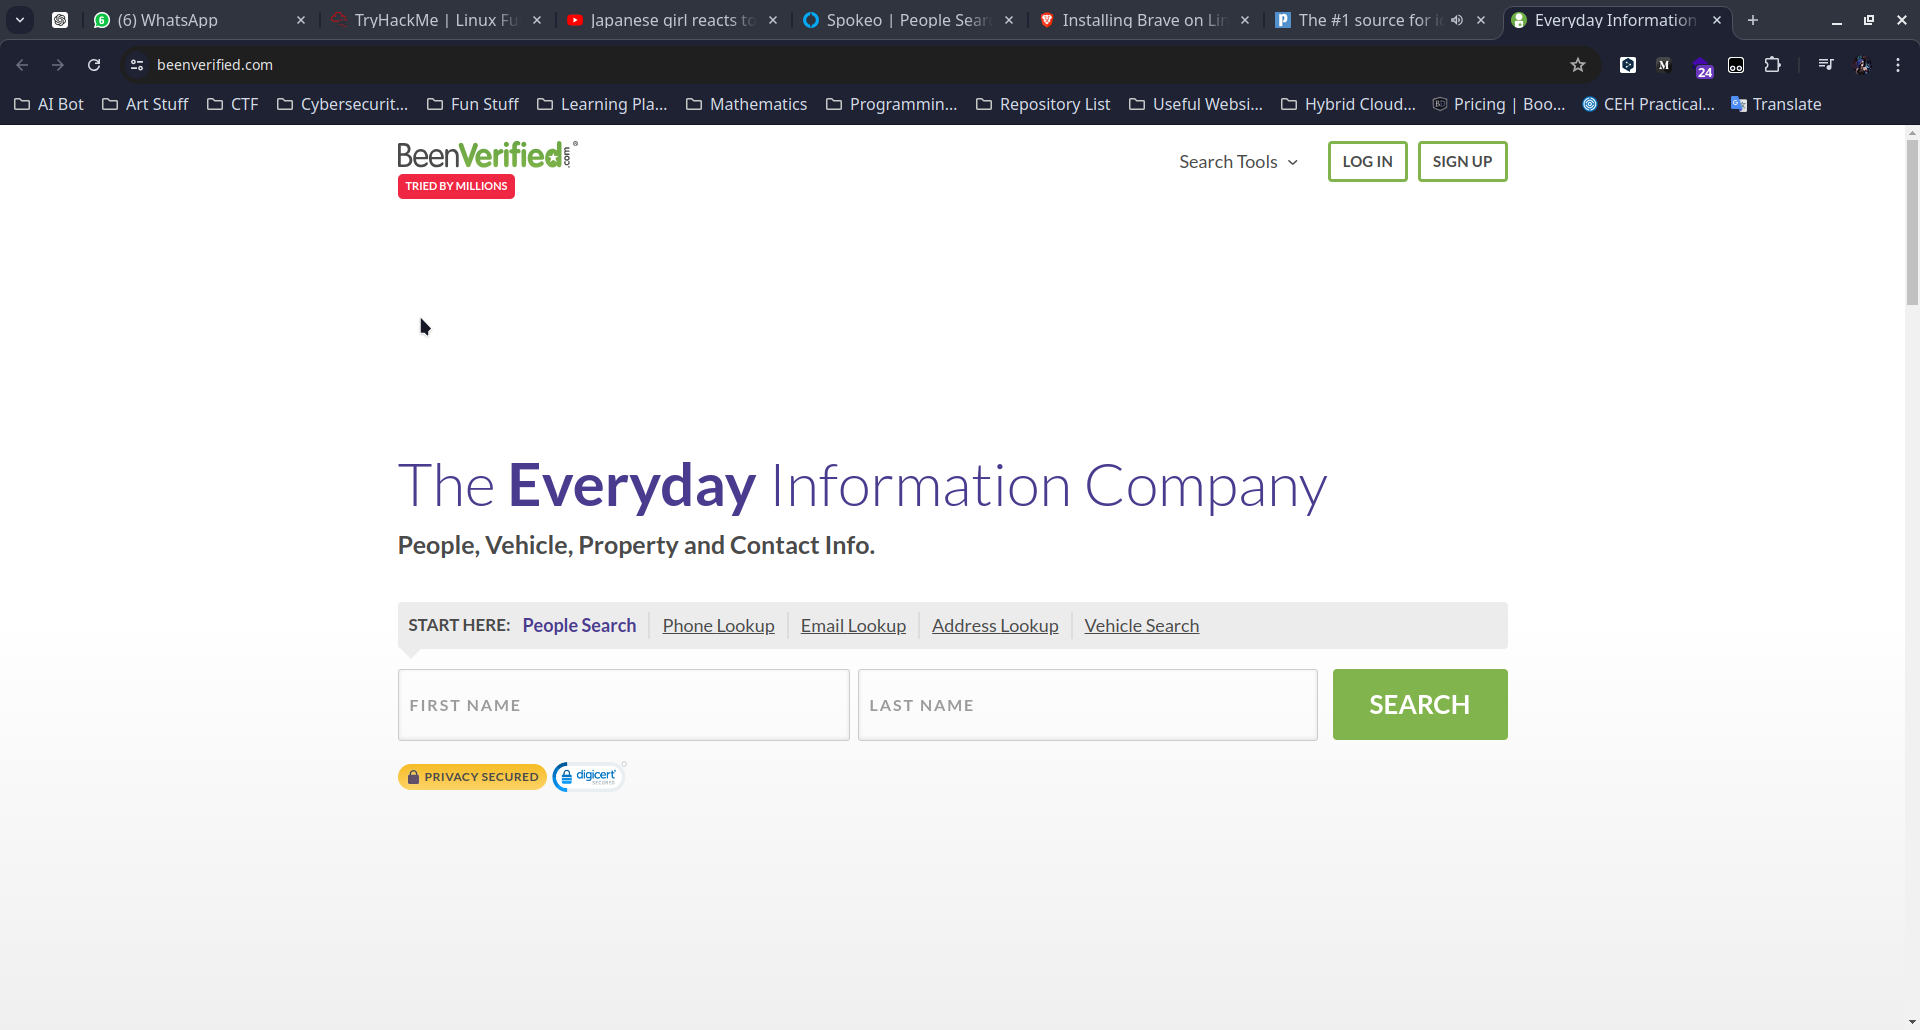 (6) WhatsApp
TryHackMe | Linux Fu
Japanese girl reacts to
Spokeo | People Sear
Installing Brave on Lin
The #1 source for i
Everyday Information
beenverified.com
24
AI Bot
Art Stuff
CTF
Cybersecurit...
Fun Stuff
Learning Pla...
Mathematics
Programmin...
Repository List
Useful Websi...
Hybrid Cloud...
Pricing | Boo...
CEH Practical...
Translate
BeenVerified.com®
TRIED BY MILLIONS
Search Tools
LOG IN
SIGN UP
The Everyday Information Company
People, Vehicle, Property and Contact Info.
START HERE: People Search Phone Lookup Email Lookup Address Lookup Vehicle Search
FIRST NAME
LAST NAME
SEARCH
PRIVACY SECURED
digicert
SECURED